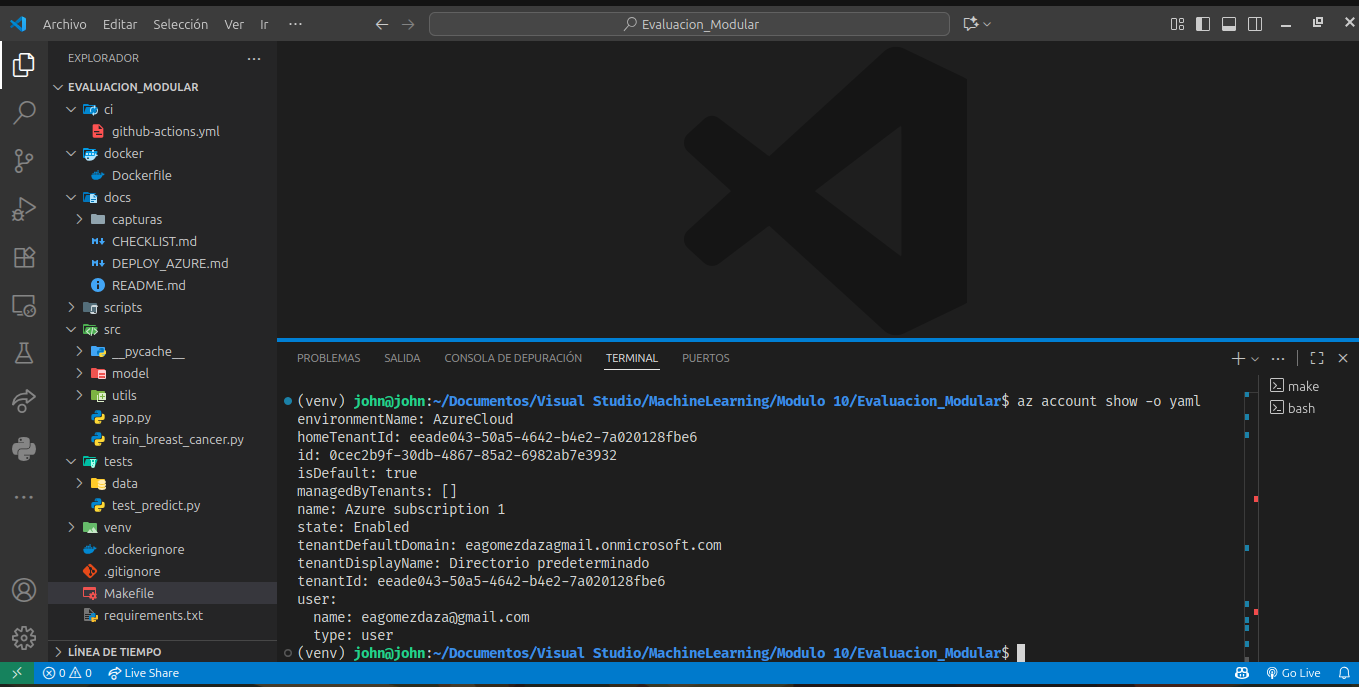 Archivo Editar Selección Ver Ir ··· Evaluacion_Modular
EXPLORADOR ···
EVALUACION_MODULAR
ci
github-actions.yml
docker
Dockerfile
docs
capturas
CHECKLIST.md
DEPLOY_AZURE.md
README.md
scripts
src
__pycache__
model
utils
app.py
train_breast_cancer.py
tests
data
test_predict.py
venv
.dockerignore
.gitignore
Makefile
requirements.txt
LÍNEA DE TIEMPO
PROBLEMAS SALIDA CONSOLA DE DEPURACIÓN TERMINAL PUERTOS
(venv) john@john:~/Documentos/Visual Studio/MachineLearning/Modulo 10/Evaluacion_Modular$ az account show -o yaml
environmentName: AzureCloud
homeTenantId: eeade043-50a5-4642-b4e2-7a020128fbe6
id: 0cec2b9f-30db-4867-85a2-6982ab7e3932
isDefault: true
managedByTenants: []
name: Azure subscription 1
state: Enabled
tenantDefaultDomain: eagomezdazagmail.onmicrosoft.com
tenantDisplayName: Directorio predeterminado
tenantId: eeade043-50a5-4642-b4e2-7a020128fbe6
user:
  name: eagomezdaza@gmail.com
  type: user
(venv) john@john:~/Documentos/Visual Studio/MachineLearning/Modulo 10/Evaluacion_Modular$
make
bash
0 0 Live Share Go Live